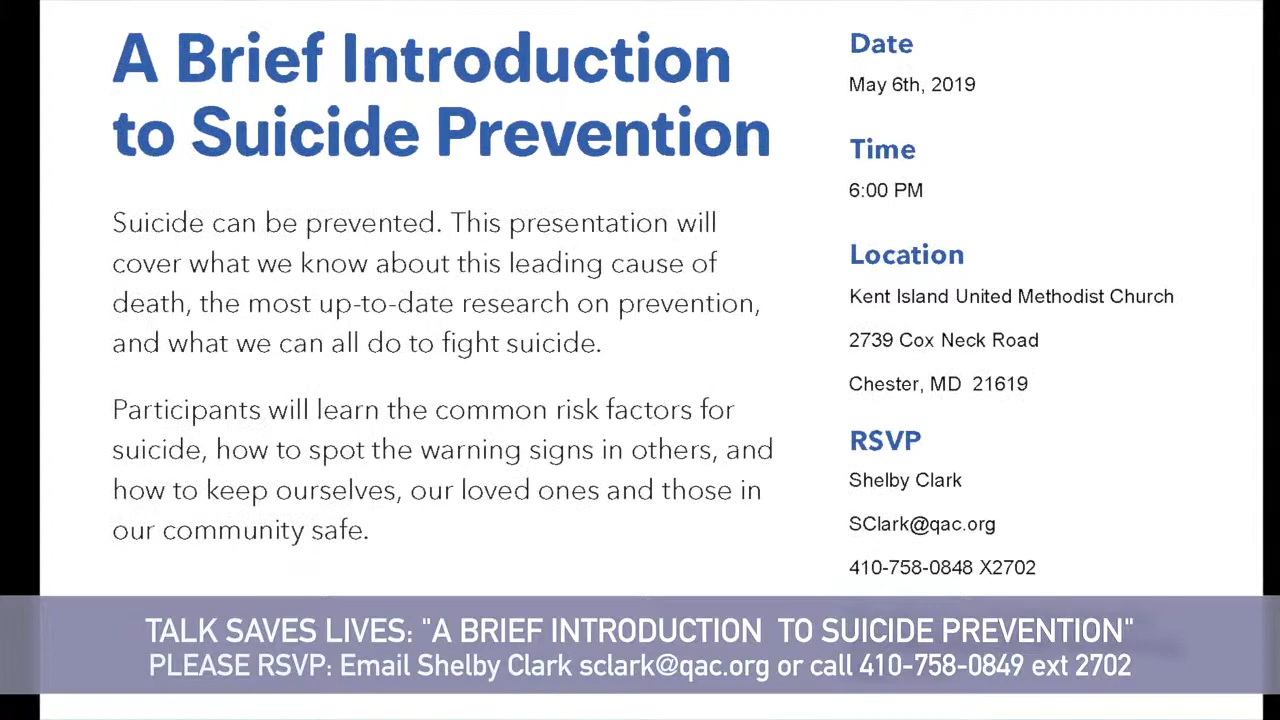 A Brief Introduction
to Suicide Prevention
Suicide can be prevented. This presentation will
cover what we know about this leading cause of
death, the most up-to-date research on prevention,
and what we can all do to fight suicide.
Participants will learn the common risk factors for
suicide, how to spot the warning signs in others, and
how to keep ourselves, our loved ones and those in
our community safe.
Date
May 6th, 2019
Time
6:00 PM
Location
Kent Island United Methodist Church
2739 Cox Neck Road
Chester, MD  21619
RSVP
Shelby Clark
SClark@qac.org
410-758-0848 X2702
TALK SAVES LIVES: "A BRIEF INTRODUCTION  TO SUICIDE PREVENTION"
PLEASE RSVP: Email Shelby Clark sclark@qac.org or call 410-758-0849 ext 2702